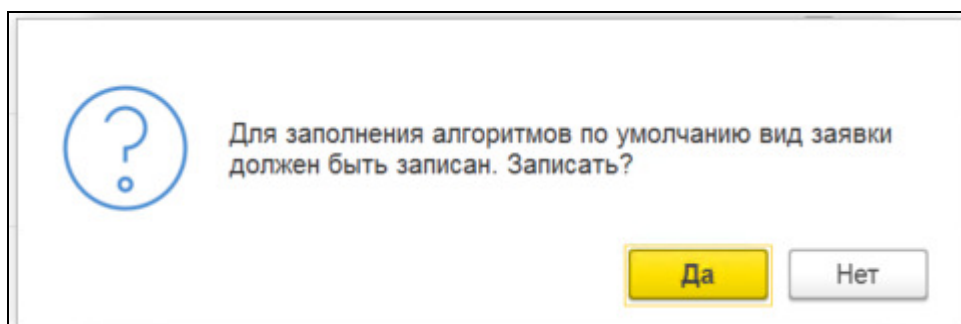 Для заполнения алгоритмов по умолчанию вид заявки
должен быть записан. Записать?
Да
Нет